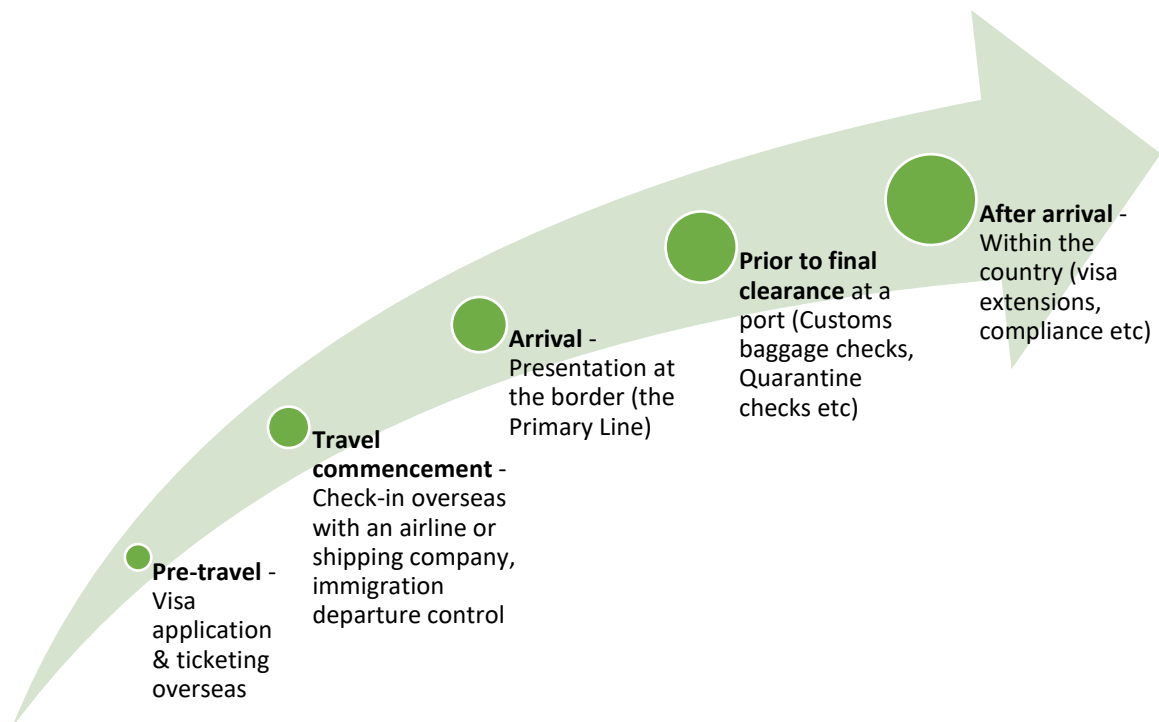 Pre-travel -
Visa
application
& ticketing
overseas
Travel
commencement -
Check-in overseas
with an airline or
shipping company,
immigration
departure control
Arrival -
Presentation at
the border (the
Primary Line)
Prior to final
clearance at a
port (Customs
baggage checks,
Quarantine
checks etc)
After arrival -
Within the
country (visa
extensions,
compliance etc)